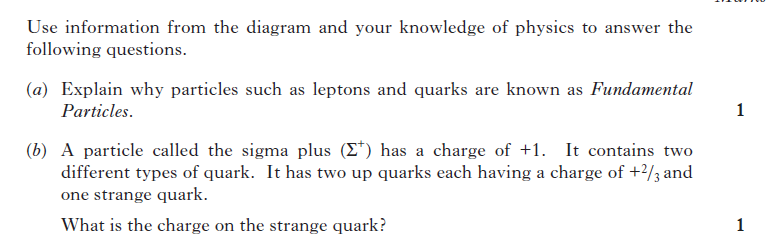 Use information from the diagram and your knowledge of physics to answer the
following questions.
(a) Explain why particles such as leptons and quarks are known as Fundamental
Particles. 1
(b) A particle called the sigma plus (Σ⁺) has a charge of +1. It contains two
different types of quark. It has two up quarks each having a charge of +²/₃ and
one strange quark.
What is the charge on the strange quark? 1